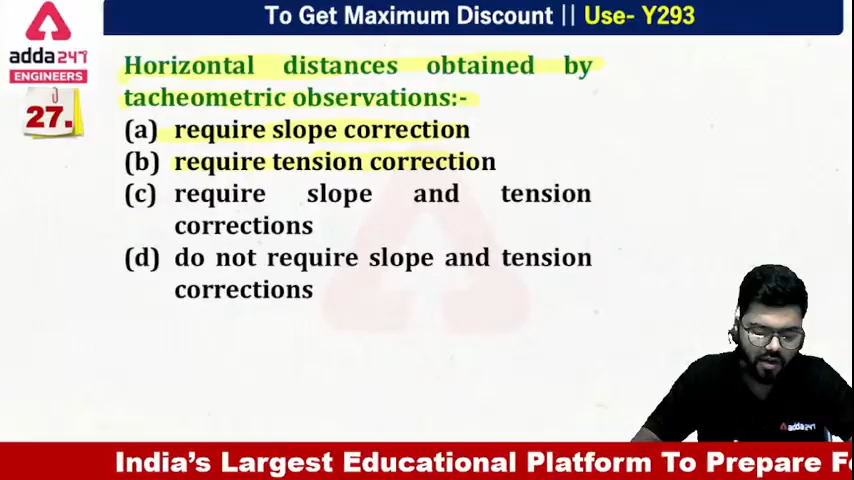 To Get Maximum Discount || Use- Y293
adda247
ENGINEERS
27.
Horizontal distances obtained by
tacheometric observations:-
(a) require slope correction
(b) require tension correction
(c) require slope and tension
corrections
(d) do not require slope and tension
corrections
adda247
India's Largest Educational Platform To Prepare Fo